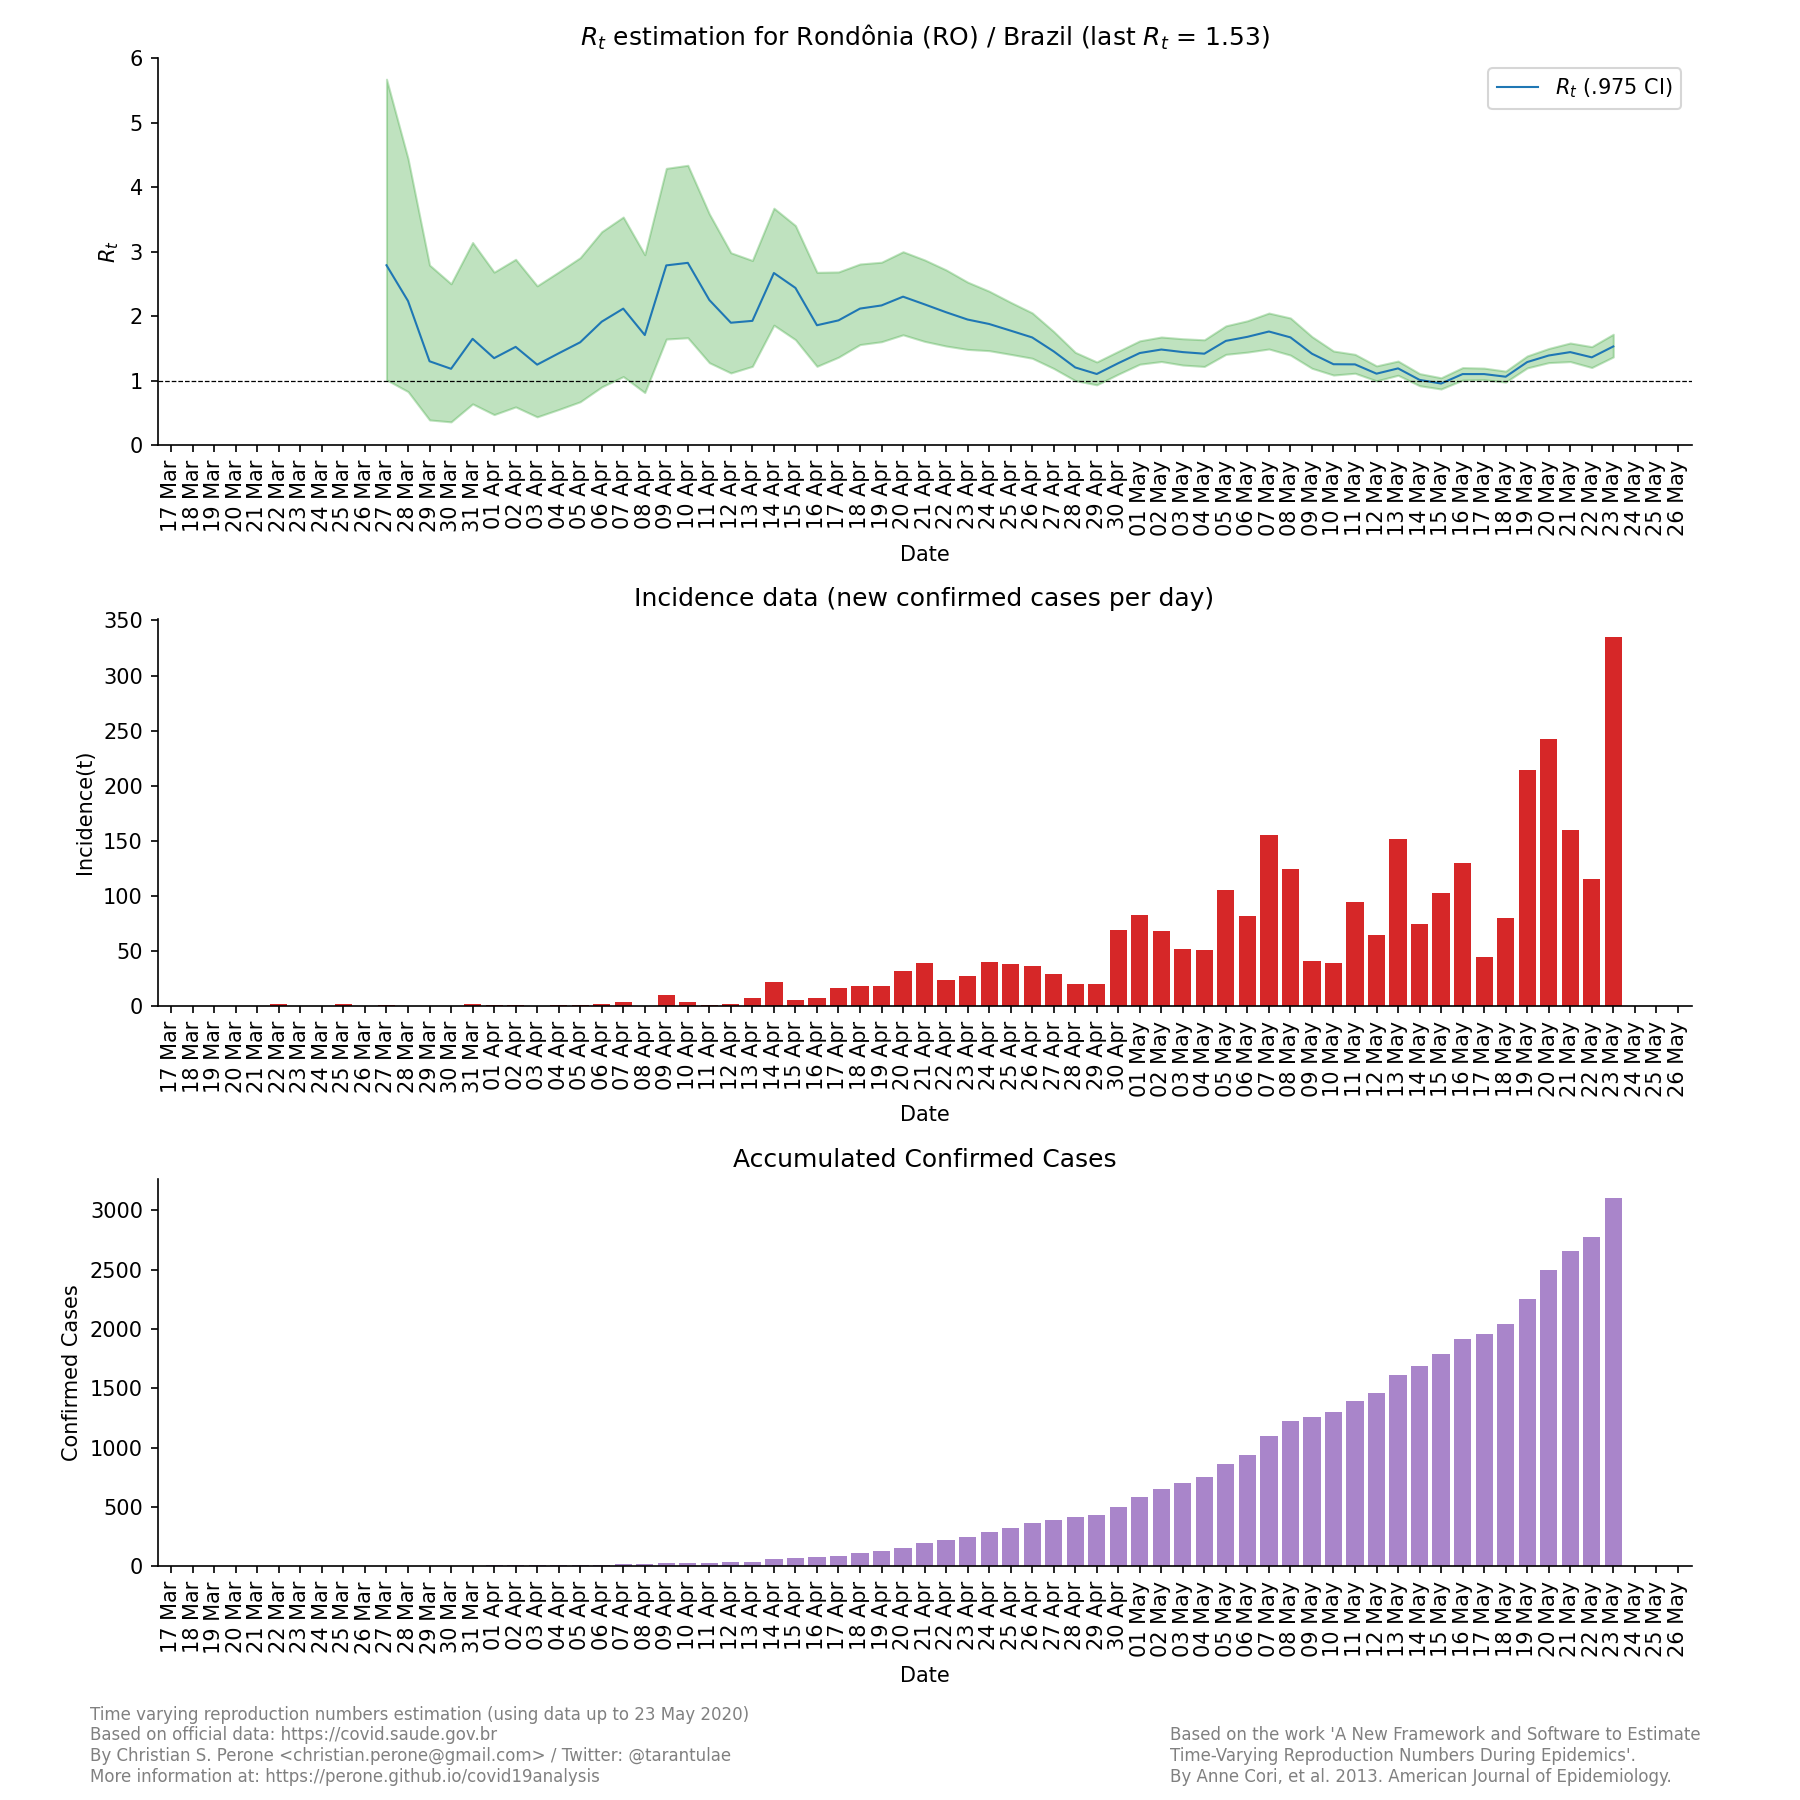 Rt estimation for Rondônia (RO) / Brazil (last Rt = 1.53)
6
5
4
3
2
1
0
Rt
Rt (.975 CI)
17 Mar 18 Mar 19 Mar 20 Mar 21 Mar 22 Mar 23 Mar 24 Mar 25 Mar 26 Mar 27 Mar 28 Mar 29 Mar 30 Mar 31 Mar 01 Apr 02 Apr 03 Apr 04 Apr 05 Apr 06 Apr 07 Apr 08 Apr 09 Apr 10 Apr 11 Apr 12 Apr 13 Apr 14 Apr 15 Apr 16 Apr 17 Apr 18 Apr 19 Apr 20 Apr 21 Apr 22 Apr 23 Apr 24 Apr 25 Apr 26 Apr 27 Apr 28 Apr 29 Apr 30 Apr 01 May 02 May 03 May 04 May 05 May 06 May 07 May 08 May 09 May 10 May 11 May 12 May 13 May 14 May 15 May 16 May 17 May 18 May 19 May 20 May 21 May 22 May 23 May 24 May 25 May 26 May
Date
Incidence data (new confirmed cases per day)
350
300
250
200
150
100
50
0
Incidence(t)
17 Mar 18 Mar 19 Mar 20 Mar 21 Mar 22 Mar 23 Mar 24 Mar 25 Mar 26 Mar 27 Mar 28 Mar 29 Mar 30 Mar 31 Mar 01 Apr 02 Apr 03 Apr 04 Apr 05 Apr 06 Apr 07 Apr 08 Apr 09 Apr 10 Apr 11 Apr 12 Apr 13 Apr 14 Apr 15 Apr 16 Apr 17 Apr 18 Apr 19 Apr 20 Apr 21 Apr 22 Apr 23 Apr 24 Apr 25 Apr 26 Apr 27 Apr 28 Apr 29 Apr 30 Apr 01 May 02 May 03 May 04 May 05 May 06 May 07 May 08 May 09 May 10 May 11 May 12 May 13 May 14 May 15 May 16 May 17 May 18 May 19 May 20 May 21 May 22 May 23 May 24 May 25 May 26 May
Date
Accumulated Confirmed Cases
3000
2500
2000
1500
1000
500
0
Confirmed Cases
17 Mar 18 Mar 19 Mar 20 Mar 21 Mar 22 Mar 23 Mar 24 Mar 25 Mar 26 Mar 27 Mar 28 Mar 29 Mar 30 Mar 31 Mar 01 Apr 02 Apr 03 Apr 04 Apr 05 Apr 06 Apr 07 Apr 08 Apr 09 Apr 10 Apr 11 Apr 12 Apr 13 Apr 14 Apr 15 Apr 16 Apr 17 Apr 18 Apr 19 Apr 20 Apr 21 Apr 22 Apr 23 Apr 24 Apr 25 Apr 26 Apr 27 Apr 28 Apr 29 Apr 30 Apr 01 May 02 May 03 May 04 May 05 May 06 May 07 May 08 May 09 May 10 May 11 May 12 May 13 May 14 May 15 May 16 May 17 May 18 May 19 May 20 May 21 May 22 May 23 May 24 May 25 May 26 May
Date
Time varying reproduction numbers estimation (using data up to 23 May 2020)
Based on official data: https://covid.saude.gov.br
By Christian S. Perone <christian.perone@gmail.com> / Twitter: @tarantulae
More information at: https://perone.github.io/covid19analysis
Based on the work 'A New Framework and Software to Estimate
Time-Varying Reproduction Numbers During Epidemics'.
By Anne Cori, et al. 2013. American Journal of Epidemiology.